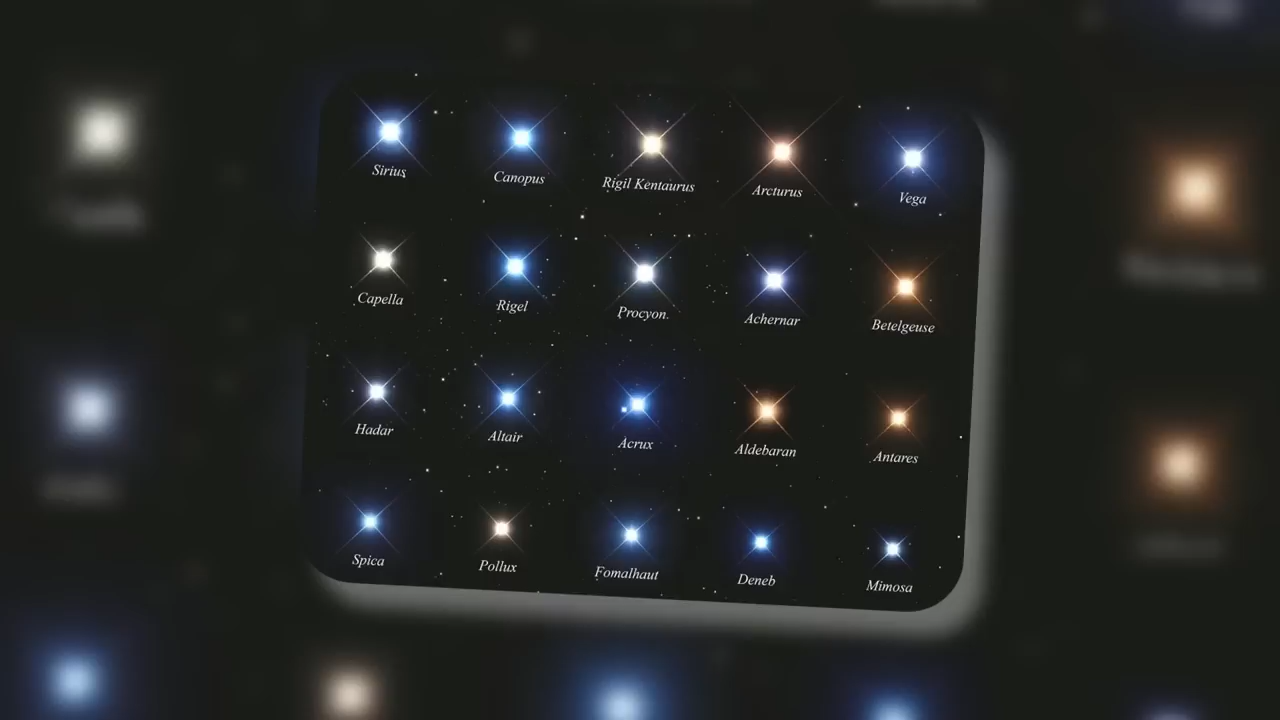 Sirius
Canopus
Rigil Kentaurus
Arcturus
Vega
Capella
Rigel
Procyon
Achernar
Betelgeuse
Hadar
Altair
Acrux
Aldebaran
Antares
Spica
Pollux
Fomalhaut
Deneb
Mimosa